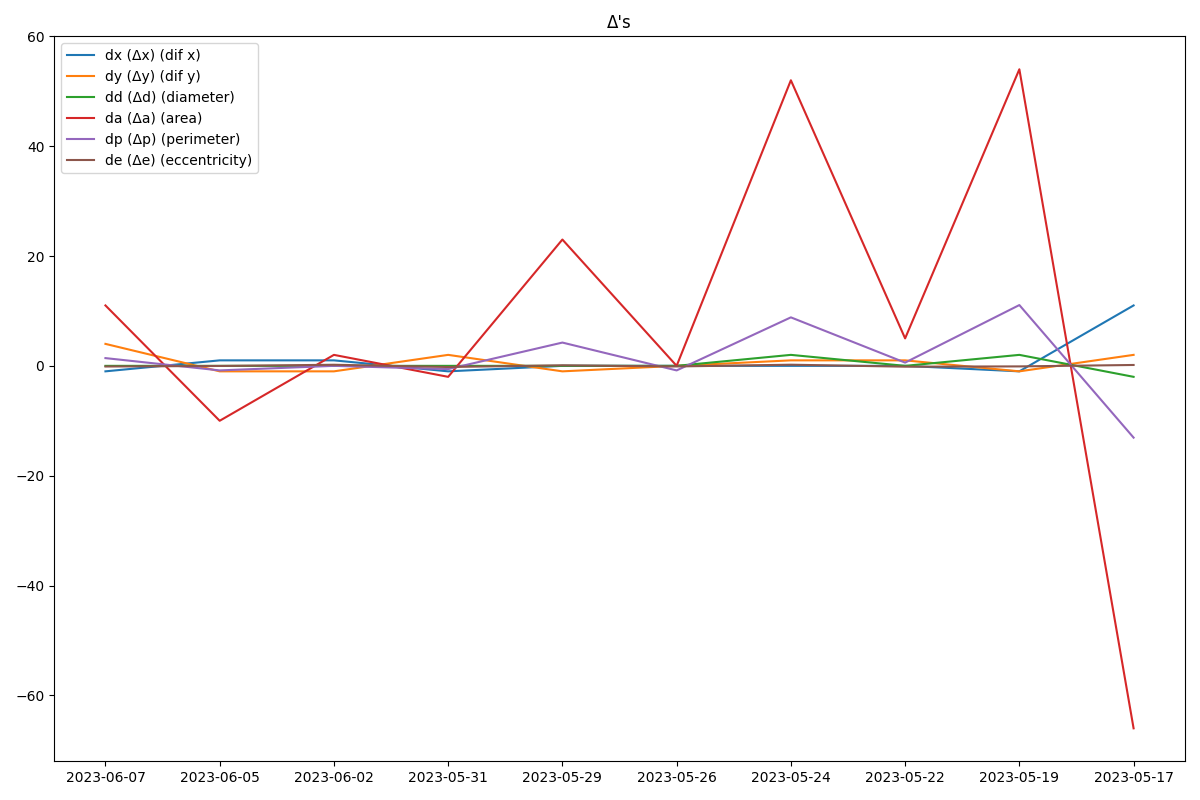 Δ's
60
40
20
0
−20
−40
−60
dx (Δx) (dif x)
dy (Δy) (dif y)
dd (Δd) (diameter)
da (Δa) (area)
dp (Δp) (perimeter)
de (Δe) (eccentricity)
2023-06-07 2023-06-05 2023-06-02 2023-05-31 2023-05-29 2023-05-26 2023-05-24 2023-05-22 2023-05-19 2023-05-17